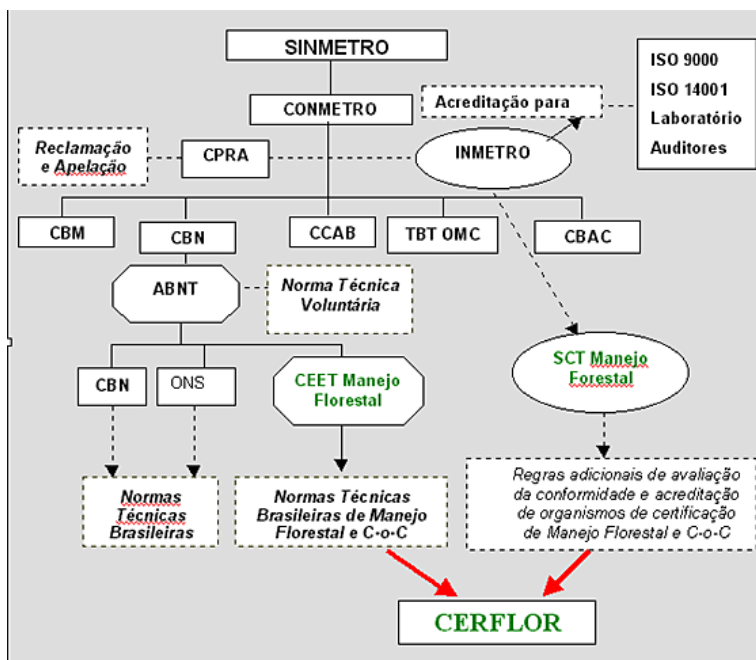 SINMETRO
CONMETRO
Acreditação para
ISO 9000
ISO 14001
Laboratório
Auditores
Reclamação
e Apelação
CPRA
INMETRO
CBM
CBN
CCAB
TBT OMC
CBAC
ABNT
Norma Técnica
Voluntária
CBN
ONS
CEET Manejo
Florestal
SCT Manejo
Forestal
Normas
Técnicas
Brasileiras
Normas Técnicas
Brasileiras de Manejo
Florestal e C-o-C
Regras adicionais de avaliação
da conformidade e acreditação
de organismos de certificação
de Manejo Florestal e C-o-C
CERFLOR